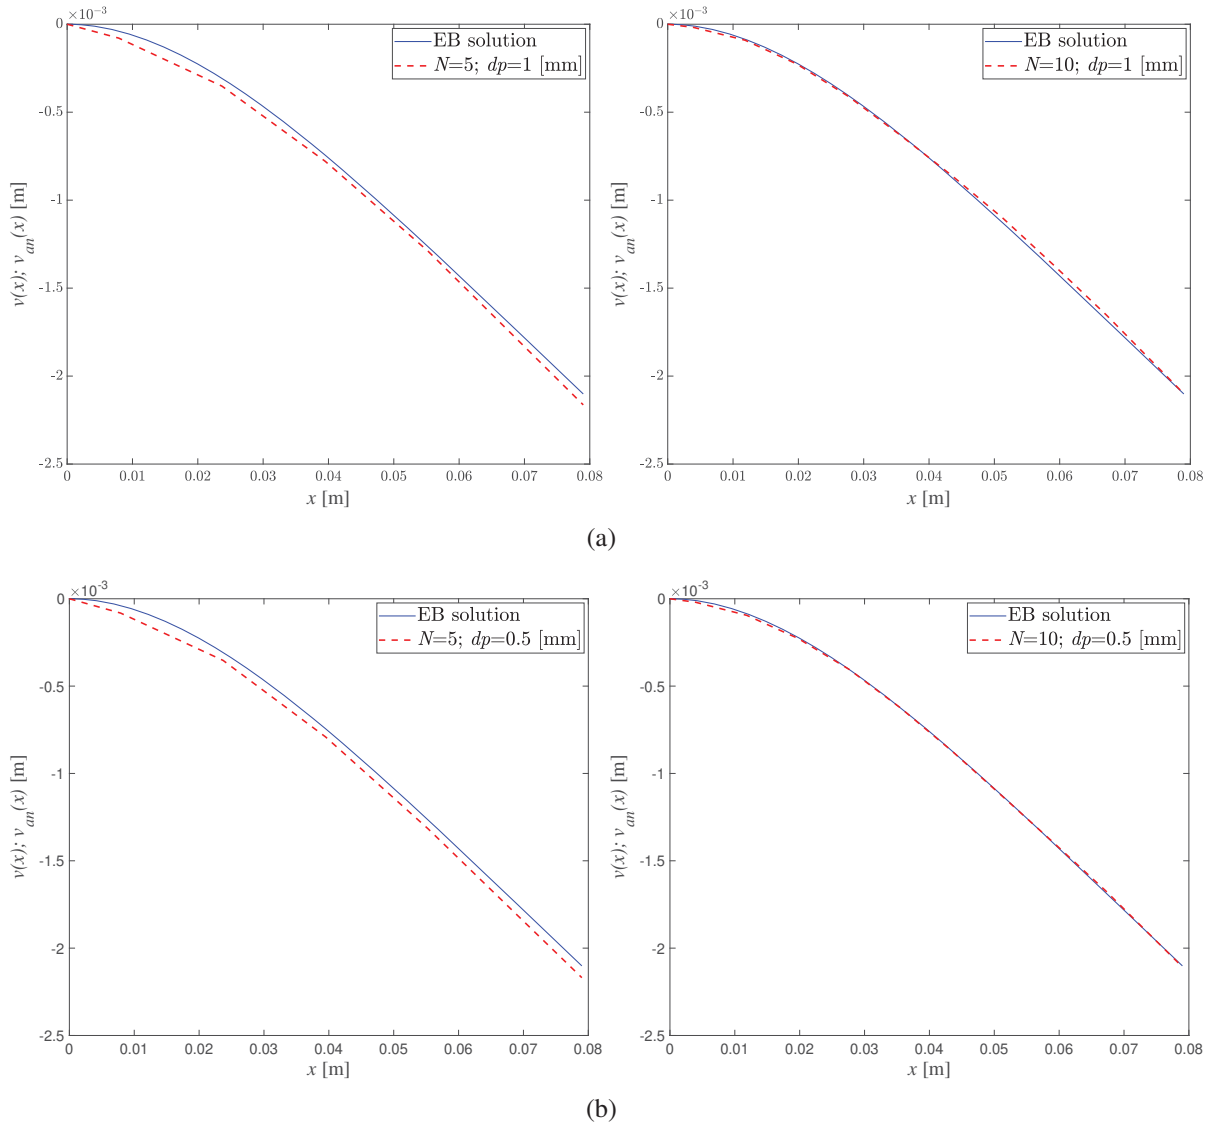 ×10⁻³
0
-0.5
-1
-1.5
-2
-2.5
v(x); v_an(x) [m]
EB solution
N=5; dp=1 [mm]
0 0.01 0.02 0.03 0.04 0.05 0.06 0.07 0.08
x [m]
×10⁻³
0
-0.5
-1
-1.5
-2
-2.5
v(x); v_an(x) [m]
EB solution
N=10; dp=1 [mm]
0 0.01 0.02 0.03 0.04 0.05 0.06 0.07 0.08
x [m]
(a)
×10⁻³
0
-0.5
-1
-1.5
-2
-2.5
v(x); v_an(x) [m]
EB solution
N=5; dp=0.5 [mm]
0 0.01 0.02 0.03 0.04 0.05 0.06 0.07 0.08
x [m]
×10⁻³
0
-0.5
-1
-1.5
-2
-2.5
v(x); v_an(x) [m]
EB solution
N=10; dp=0.5 [mm]
0 0.01 0.02 0.03 0.04 0.05 0.06 0.07 0.08
x [m]
(b)